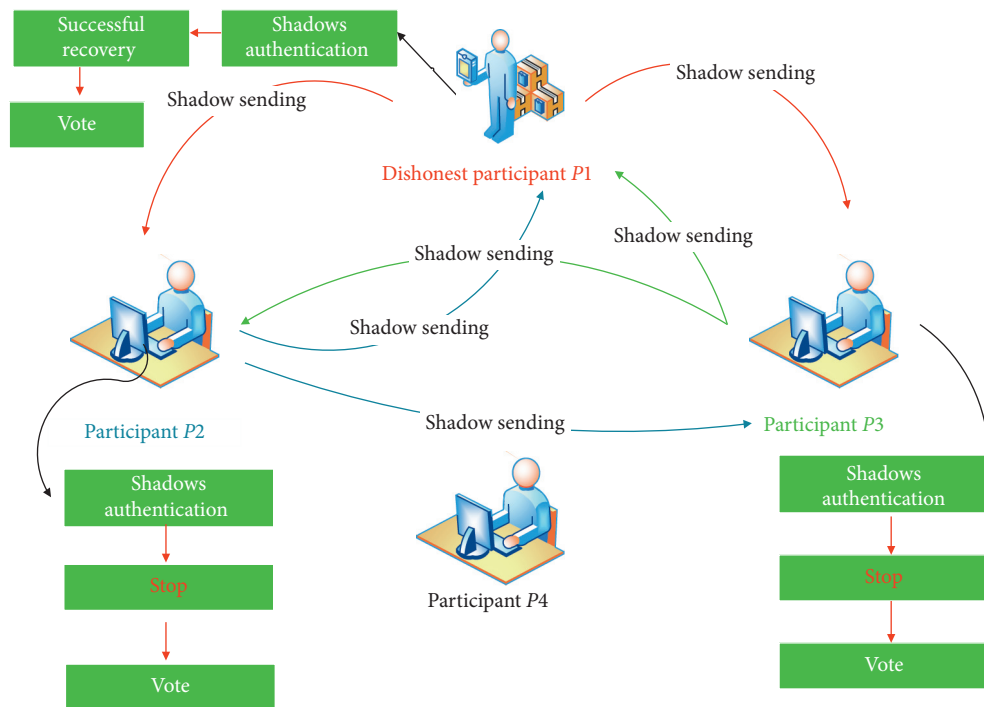 Successful
recovery
Shadows
authentication
Vote
Shadow sending
Shadow sending
Dishonest participant P1
Shadow sending
Shadow sending
Shadow sending
Shadow sending
Participant P2
Participant P3
Shadows
authentication
Stop
Vote
Participant P4
Shadows
authentication
Stop
Vote